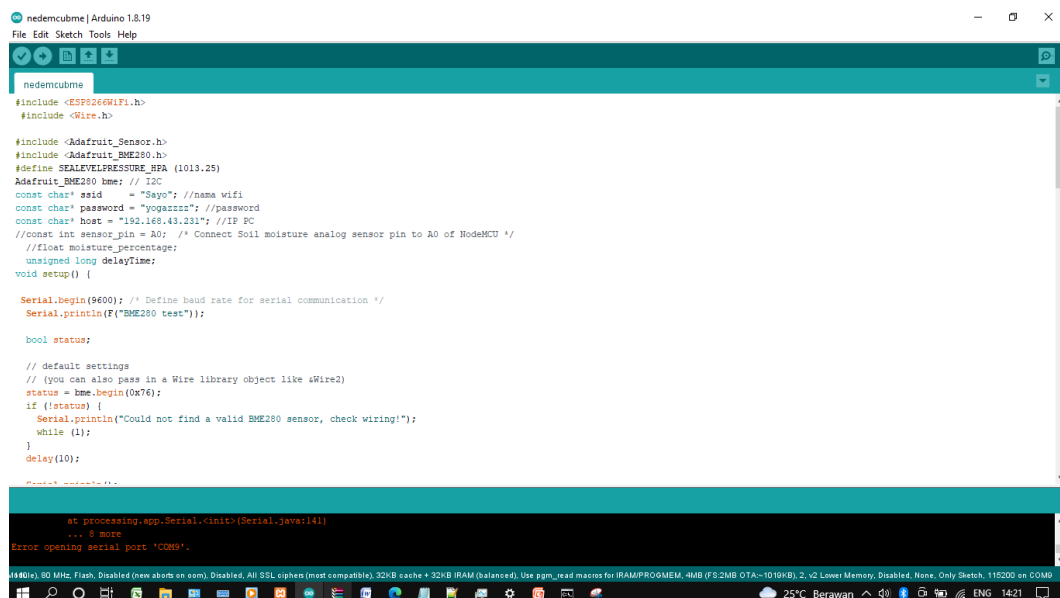 nedemcubme | Arduino 1.8.19
File Edit Sketch Tools Help
nedemcubme
#include <ESP8266WiFi.h>
#include <Wire.h>
#include <Adafruit_Sensor.h>
#include <Adafruit_BME280.h>
#define SEALEVELPRESSURE_HPA (1013.25)
Adafruit_BME280 bme; // I2C
const char* ssid = "Sayo"; //nama wifi
const char* password = "yogazzzz"; //password
const char* host = "192.168.43.231"; //IP PC
//const int sensor_pin = A0; /* Connect Soil moisture analog sensor pin to A0 of NodeMCU */
//float moisture_percentage;
unsigned long delayTime;
void setup() {
Serial.begin(9600); /* Define baud rate for serial communication */
Serial.println(F("BME280 test"));
bool status;
// default settings
// (you can also pass in a Wire library object like &Wire2)
status = bme.begin(0x76);
if (!status) {
Serial.println("Could not find a valid BME280 sensor, check wiring!");
while (1);
}
delay(10);
at processing.app.Serial.<init>(Serial.java:141)
... 8 more
Error opening serial port 'COM9'.
80 MHz, Flash, Disabled (new aborts on oom), Disabled, All SSL ciphers (most compatible), 32KB cache + 32KB IRAM (balanced), Use pgm_read macros for IRAM/PROGMEM, 4MB (FS:2MB OTA:~1019KB), 2, v2 Lower Memory, Disabled, None, Only Sketch, 115200 on COM9
25°C Berawan ENG 14:21